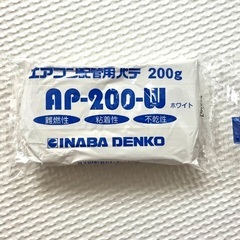 エアコン配管用パテ 200g
AP-200-W
ホワイト
難燃性 粘着性 不乾性
INABA DENKO